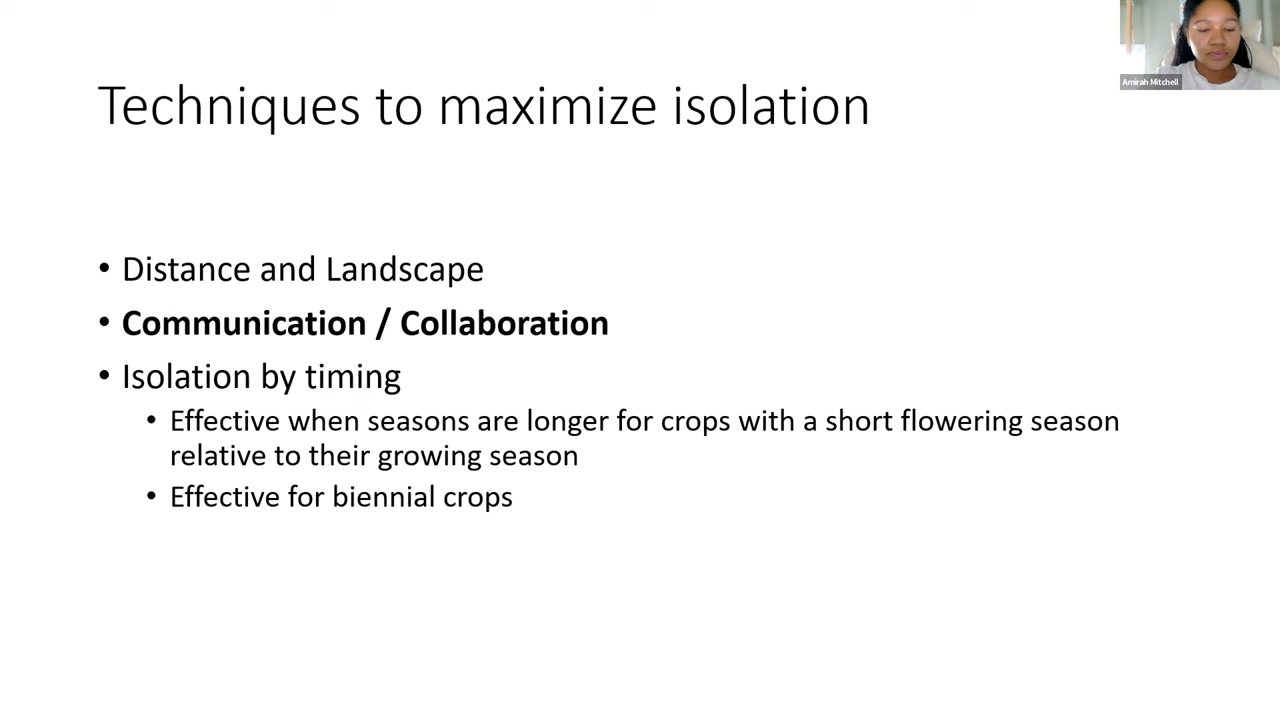 Amirah Mitchell
Techniques to maximize isolation
• Distance and Landscape
• Communication / Collaboration
• Isolation by timing
• Effective when seasons are longer for crops with a short flowering season
relative to their growing season
• Effective for biennial crops